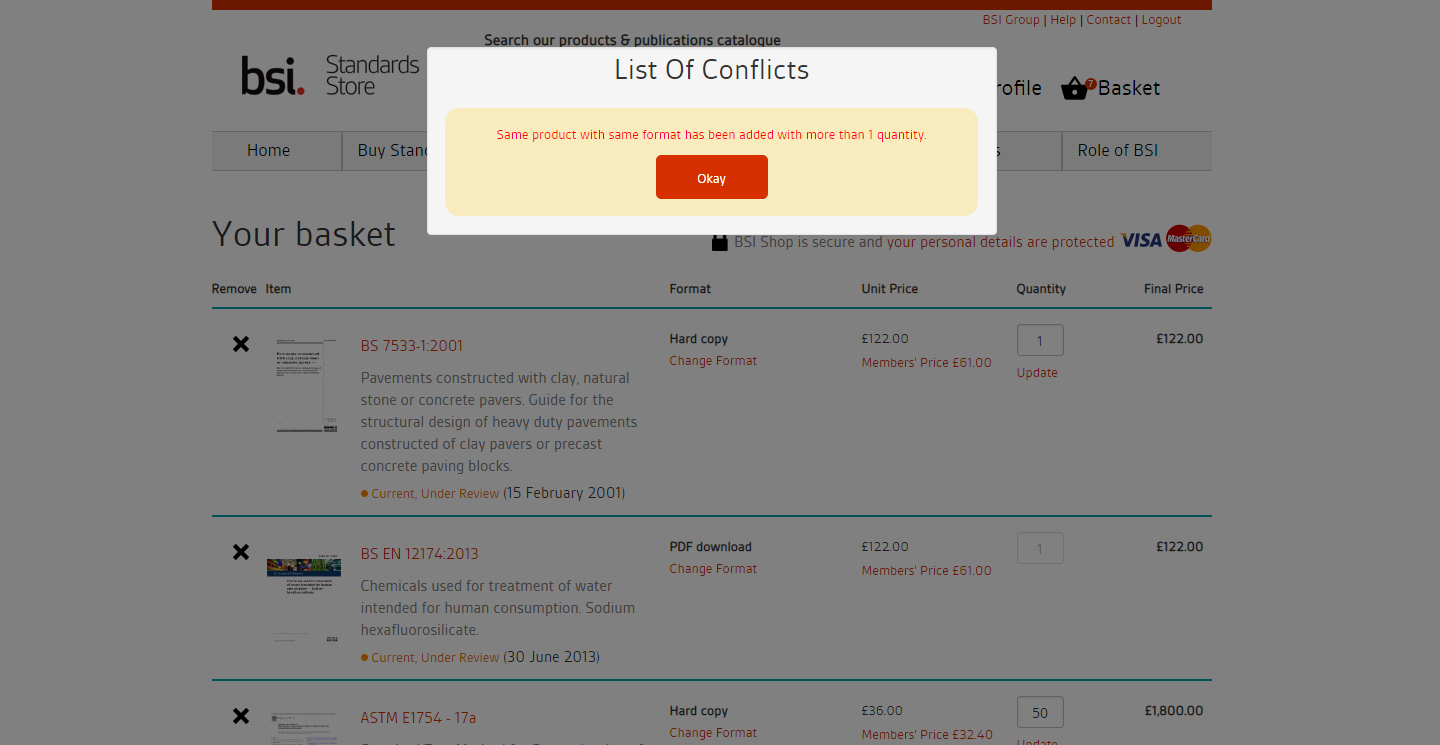 BSI Group | Help | Contact | Logout
Search our products & publications catalogue
bsi. Standards Store
List Of Conflicts
rofile 7 Basket
Same product with same format has been added with more than 1 quantity.
Okay
Home Buy Stan s Role of BSI
Your basket
BSI Shop is secure and your personal details are protected VISA MasterCard
Remove Item Format Unit Price Quantity Final Price
BS 7533-1:2001 Hard copy £122.00 1 £122.00
Change Format Members' Price £61.00
Update
Pavements constructed with clay, natural
stone or concrete pavers. Guide for the
structural design of heavy duty pavements
constructed of clay pavers or precast
concrete paving blocks.
Current, Under Review (15 February 2001)
BS EN 12174:2013 PDF download £122.00 1 £122.00
Change Format Members' Price £61.00
Chemicals used for treatment of water
intended for human consumption. Sodium
hexafluorosilicate.
Current, Under Review (30 June 2013)
ASTM E1754 - 17a Hard copy £36.00 50 £1,800.00
Change Format Members' Price £32.40